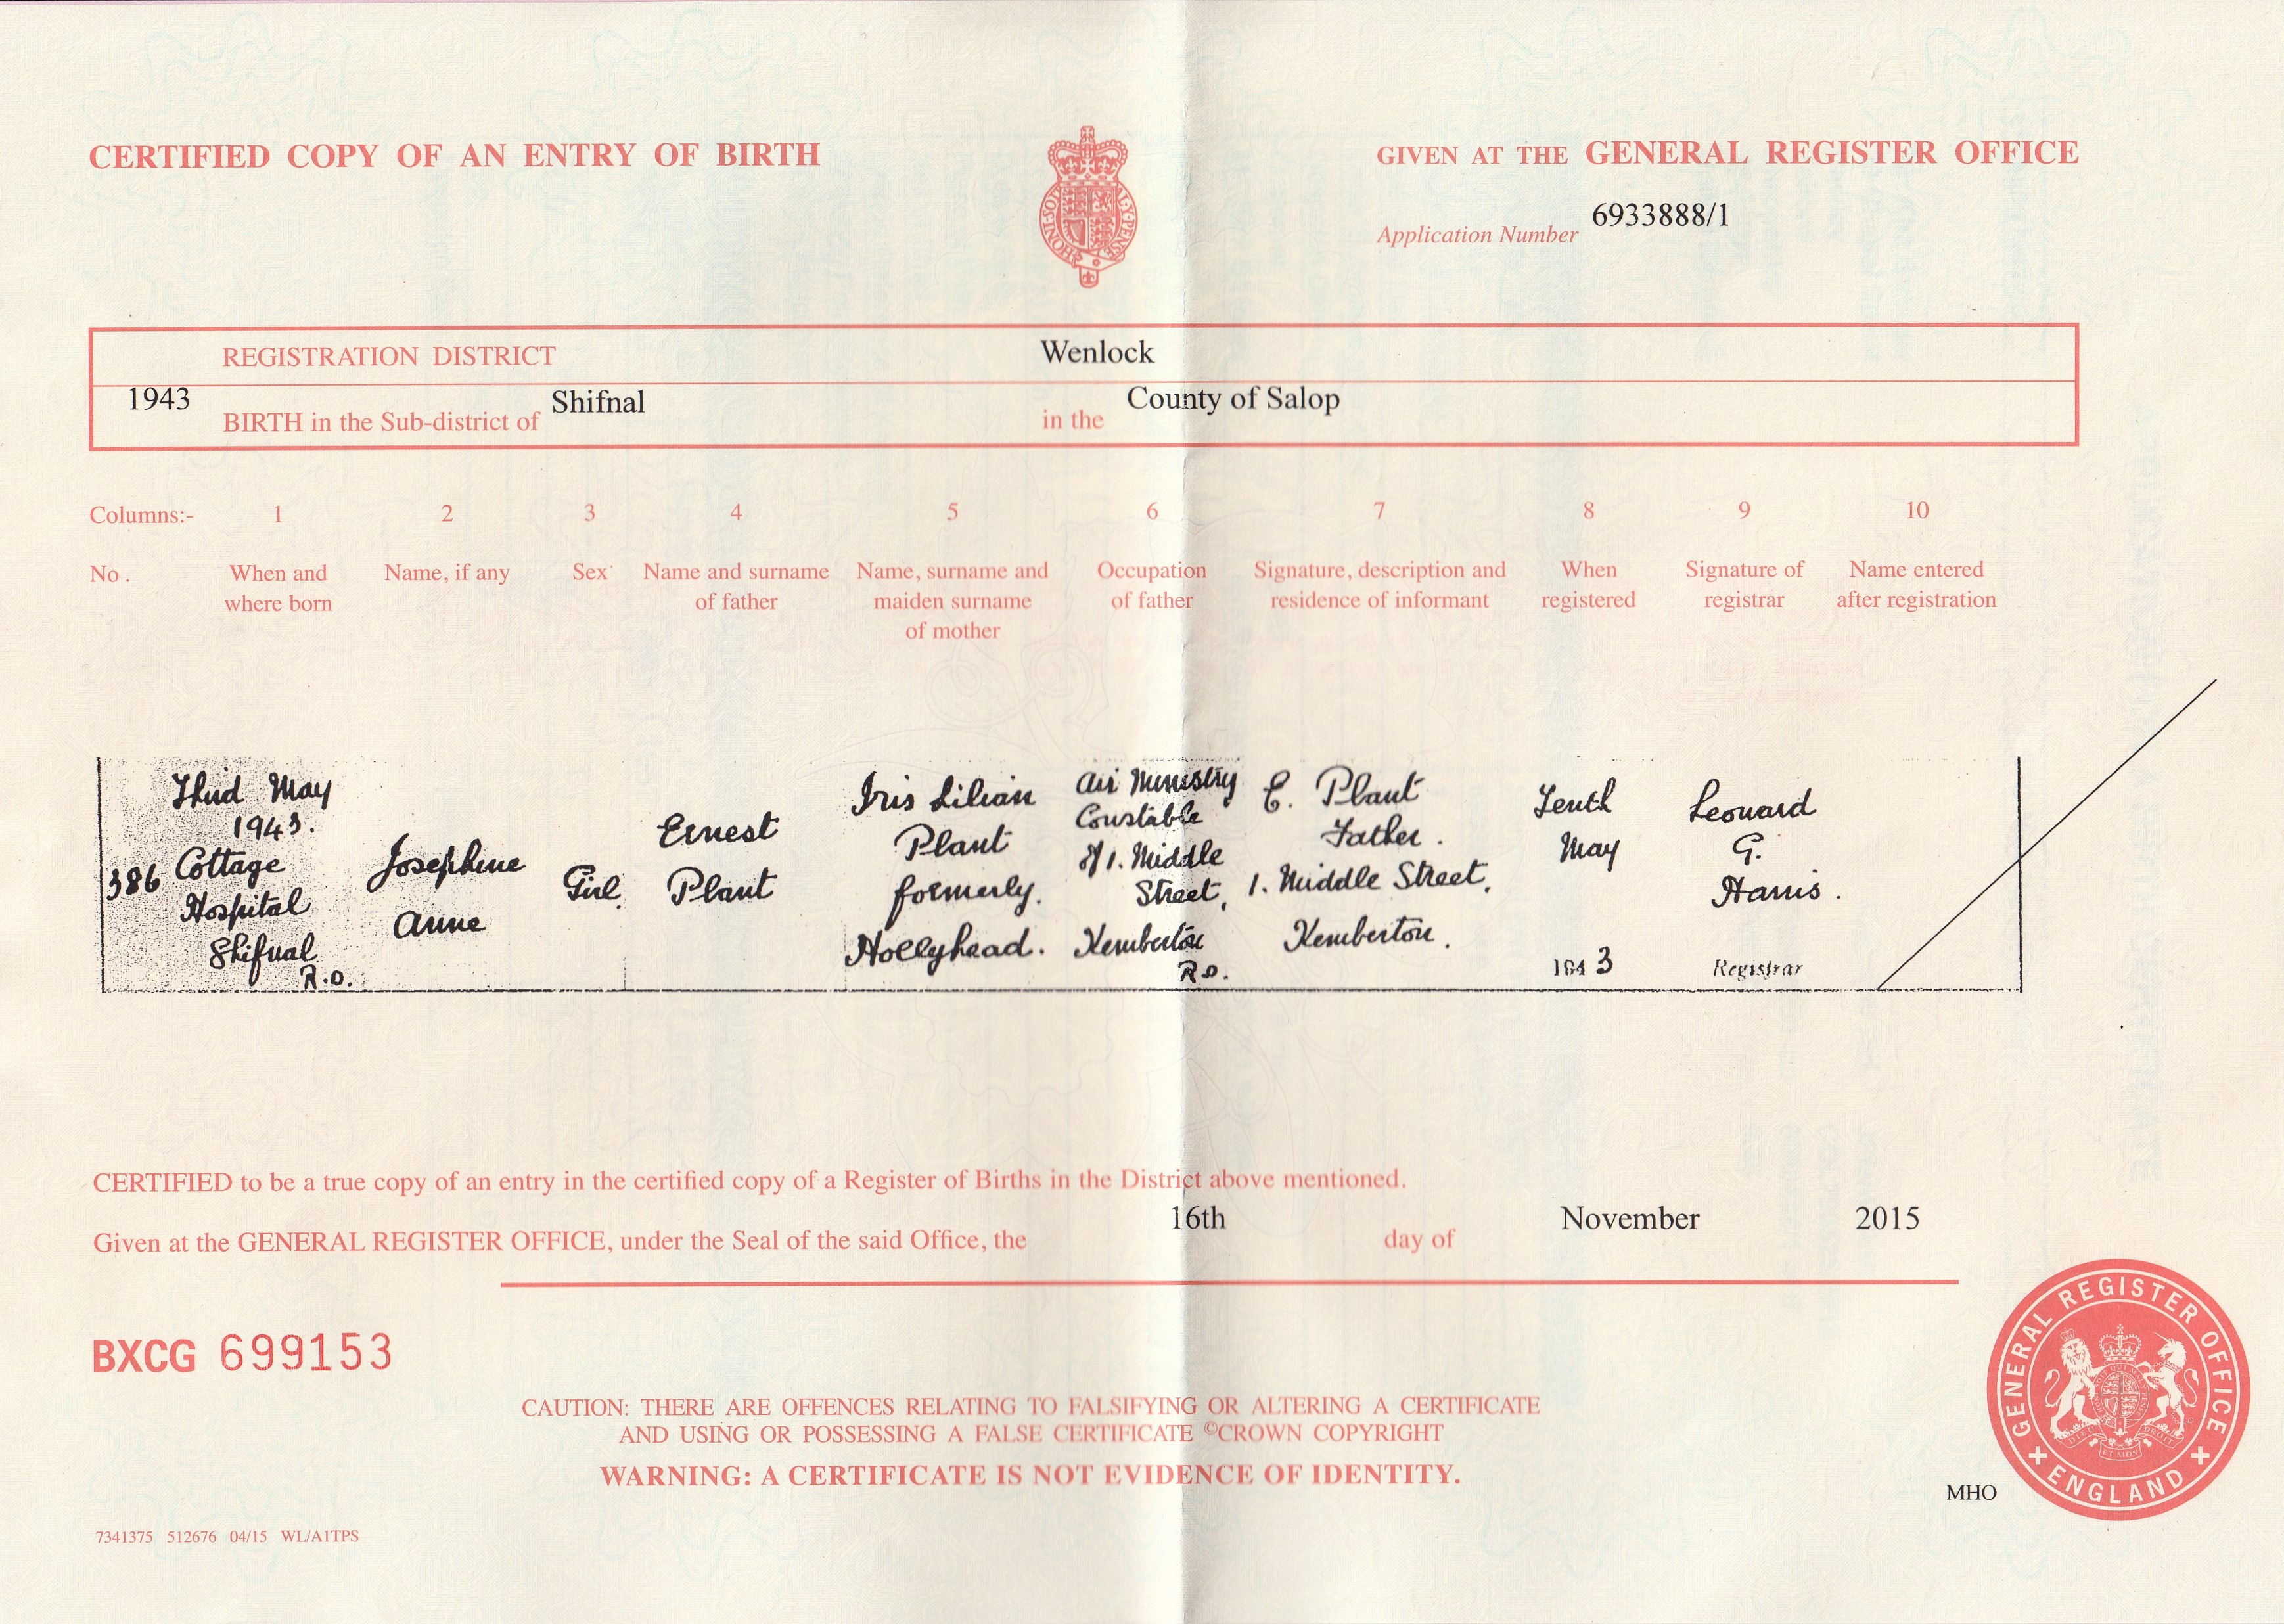 CERTIFIED COPY OF AN ENTRY OF BIRTH
GIVEN AT THE GENERAL REGISTER OFFICE
HONI·SOI AL·Y·PENSE
Application Number 6933888/1
REGISTRATION DISTRICT Wenlock
1943 BIRTH in the Sub-district of Shifnal in the County of Salop
Columns:- 1 2 3 4 5 6 7 8 9 10
No. When and where born
Name, if any
Sex
Name and surname of father
Name, surname and maiden surname of mother
Occupation of father
Signature, description and residence of informant
When registered
Signature of registrar
Name entered after registration
386
Third May
1943.
Cottage
Hospital
Shifnal
R.D.
Josephine
Anne
Girl
Ernest
Plant
Iris Lilian
Plant
formerly.
Hollyhead.
Air Ministry
Constable
of 1. Middle
Street,
Kemberton
R.D.
E. Plant
Father.
1. Middle Street,
Kemberton.
Tenth
May
1943
Leonard
G.
Harris.
Registrar
CERTIFIED to be a true copy of an entry in the certified copy of a Register of Births in the District above mentioned.
Given at the GENERAL REGISTER OFFICE, under the Seal of the said Office, the 16th day of November 2015
BXCG 699153
CAUTION: THERE ARE OFFENCES RELATING TO FALSIFYING OR ALTERING A CERTIFICATE
AND USING OR POSSESSING A FALSE CERTIFICATE ©CROWN COPYRIGHT
WARNING: A CERTIFICATE IS NOT EVIDENCE OF IDENTITY.
MHO
GENERAL REGISTER OFFICE
ENGLAND
DIEU ET MON DROIT
7341375 512676 04/15 WL/A1TPS